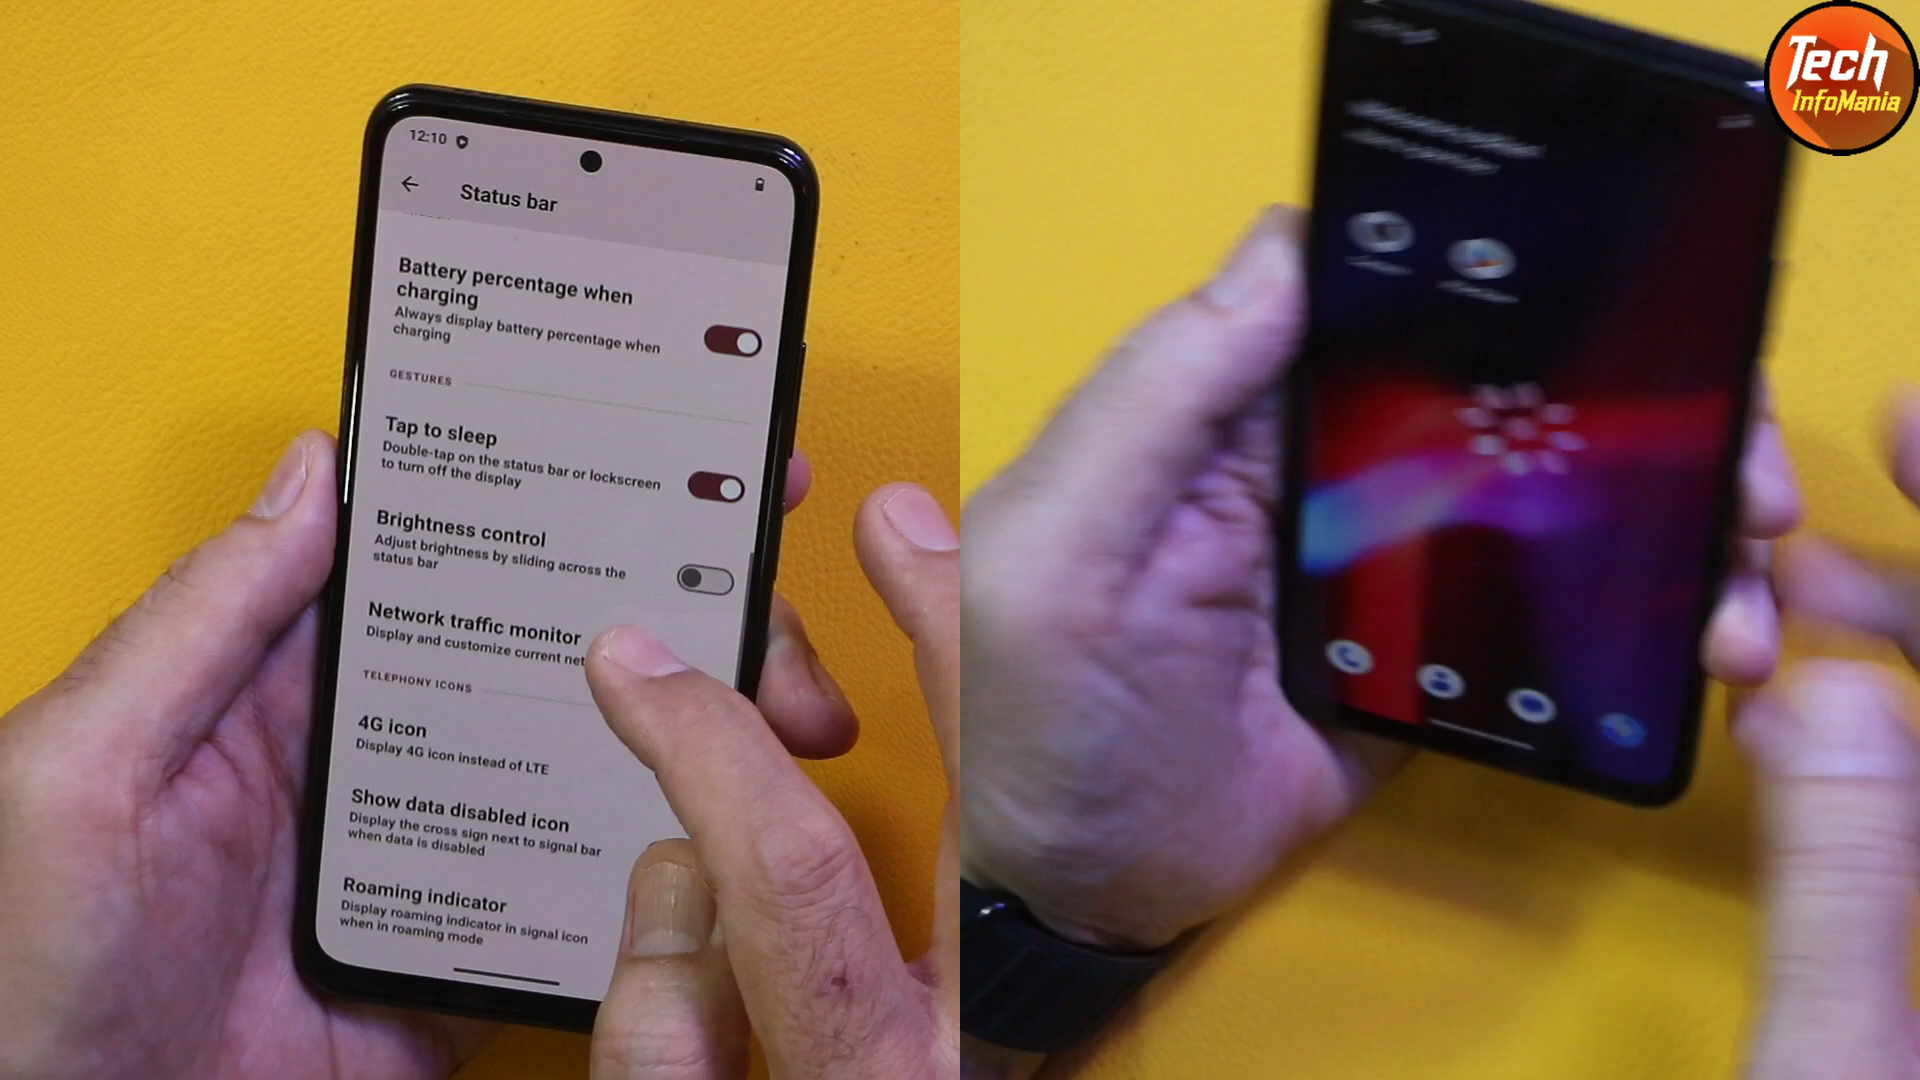 12:10
Status bar
Battery percentage when
charging
Always display battery percentage when
charging
GESTURES
Tap to sleep
Double-tap on the status bar or lockscreen
to turn off the display
Brightness control
Adjust brightness by sliding across the
status bar
Network traffic monitor
Display and customize current net
TELEPHONY ICONS
4G icon
Display 4G icon instead of LTE
Show data disabled icon
Display the cross sign next to signal bar
when data is disabled
Roaming indicator
Display roaming indicator in signal icon
when in roaming mode
Tech
InfoMania